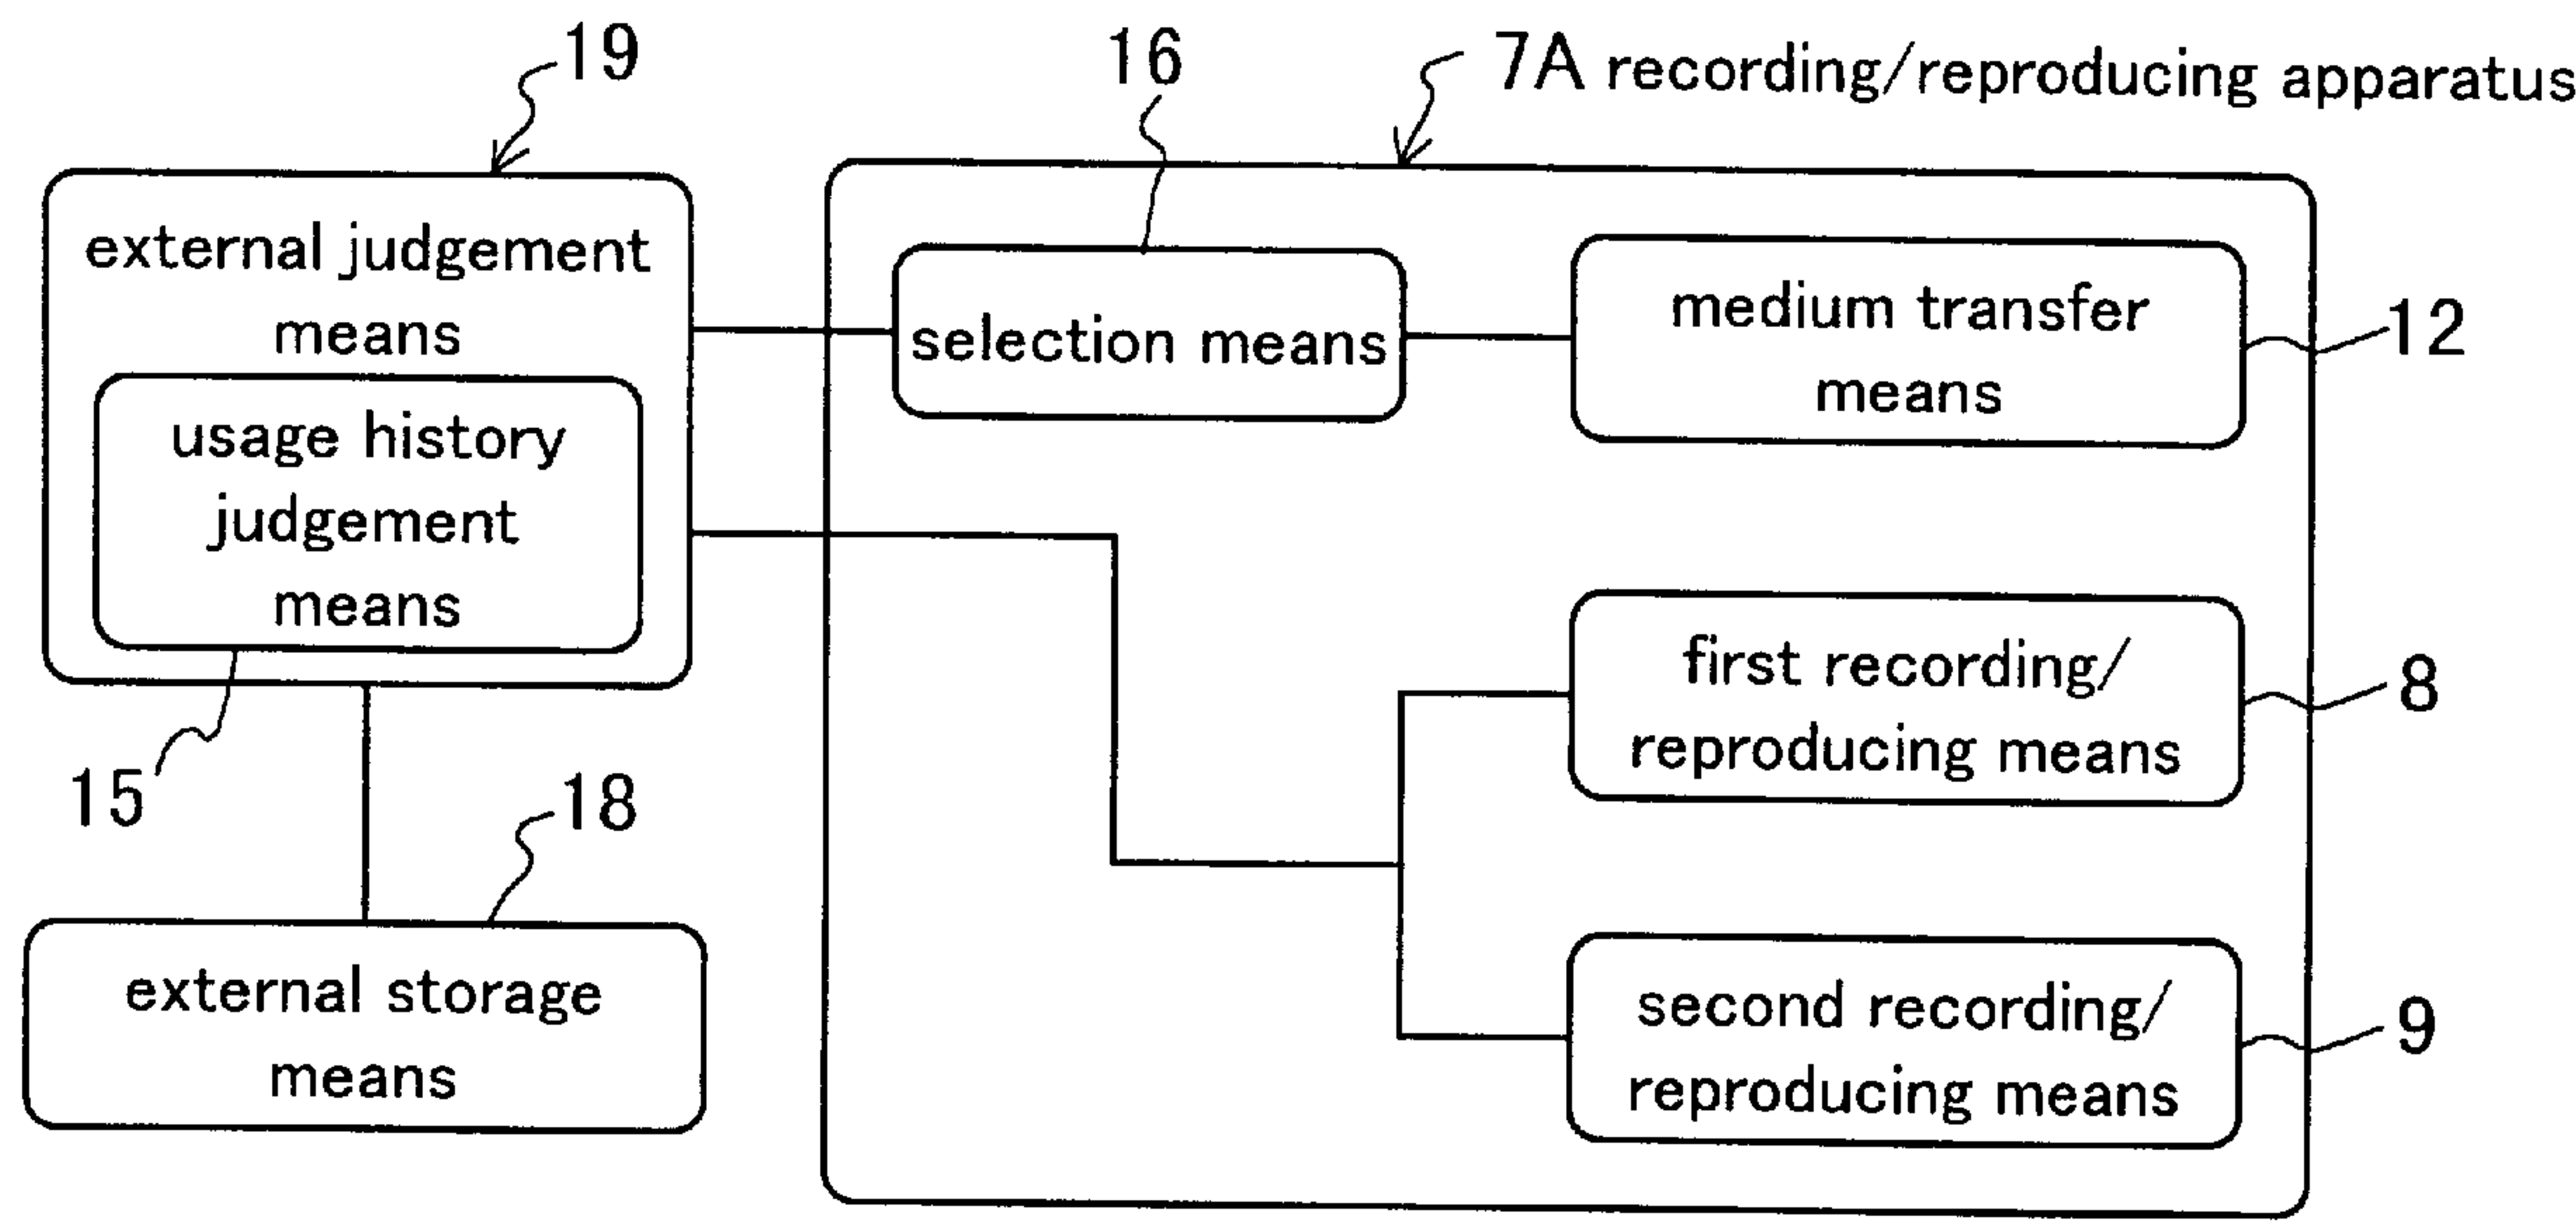 19
16
7A recording/reproducing apparatus
external judgement
means
usage history
judgement
means
15
selection means
medium transfer
means
12
first recording/
reproducing means
8
18
external storage
means
second recording/
reproducing means
9